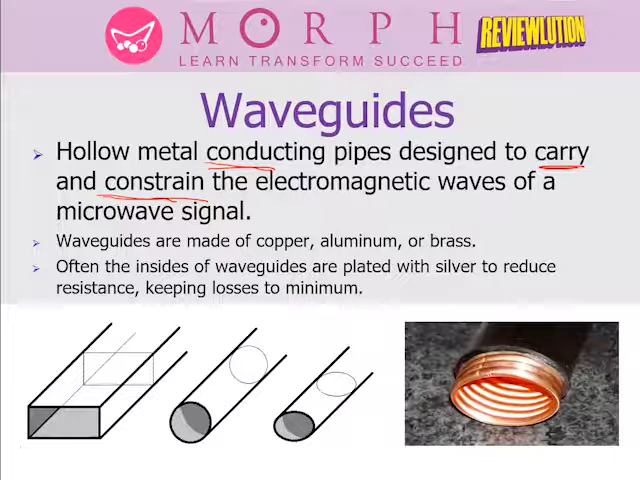 MORPH
LEARN TRANSFORM SUCCEED
REVIEWLUTION
Waveguides
Hollow metal conducting pipes designed to carry
and constrain the electromagnetic waves of a
microwave signal.
Waveguides are made of copper, aluminum, or brass.
Often the insides of waveguides are plated with silver to reduce
resistance, keeping losses to minimum.